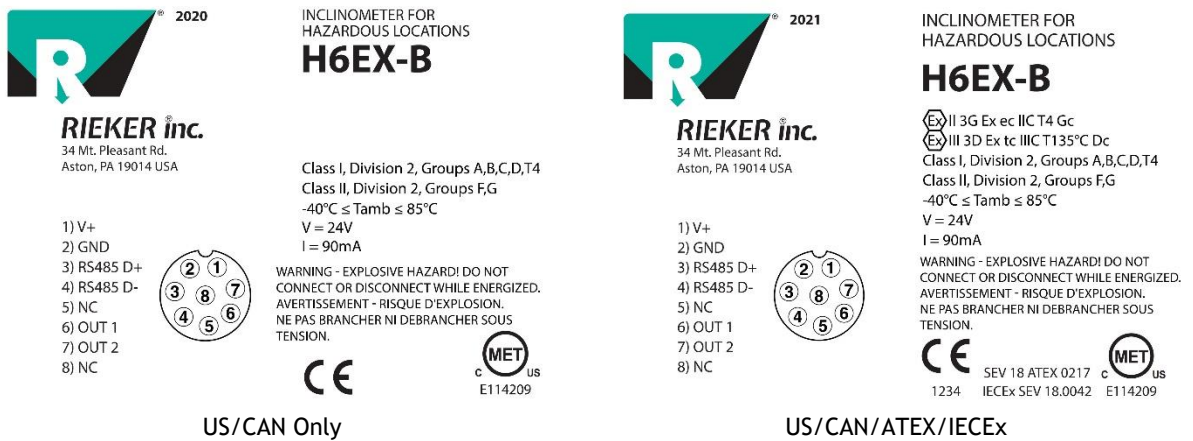 ® 2020
INCLINOMETER FOR
HAZARDOUS LOCATIONS
H6EX-B
R
RIEKER® inc.
34 Mt. Pleasant Rd.
Aston, PA 19014 USA
Class I, Division 2, Groups A,B,C,D,T4
Class II, Division 2, Groups F,G
-40°C ≤ Tamb ≤ 85°C
V = 24V
I = 90mA
1) V+
2) GND
3) RS485 D+
4) RS485 D-
5) NC
6) OUT 1
7) OUT 2
8) NC
2 1
3 8 7
4 5 6
WARNING - EXPLOSIVE HAZARD! DO NOT
CONNECT OR DISCONNECT WHILE ENERGIZED.
AVERTISSEMENT - RISQUE D'EXPLOSION.
NE PAS BRANCHER NI DEBRANCHER SOUS
TENSION.
CE
C MET US
E114209
US/CAN Only
® 2021
INCLINOMETER FOR
HAZARDOUS LOCATIONS
H6EX-B
R
RIEKER® inc.
34 Mt. Pleasant Rd.
Aston, PA 19014 USA
Ex II 3G Ex ec IIC T4 Gc
Ex III 3D Ex tc IIIC T135°C Dc
Class I, Division 2, Groups A,B,C,D,T4
Class II, Division 2, Groups F,G
-40°C ≤ Tamb ≤ 85°C
V = 24V
I = 90mA
1) V+
2) GND
3) RS485 D+
4) RS485 D-
5) NC
6) OUT 1
7) OUT 2
8) NC
2 1
3 8 7
4 5 6
WARNING - EXPLOSIVE HAZARD! DO NOT
CONNECT OR DISCONNECT WHILE ENERGIZED.
AVERTISSEMENT - RISQUE D'EXPLOSION.
NE PAS BRANCHER NI DEBRANCHER SOUS
TENSION.
CE
1234
SEV 18 ATEX 0217
IECEx SEV 18.0042
C MET US
E114209
US/CAN/ATEX/IECEx